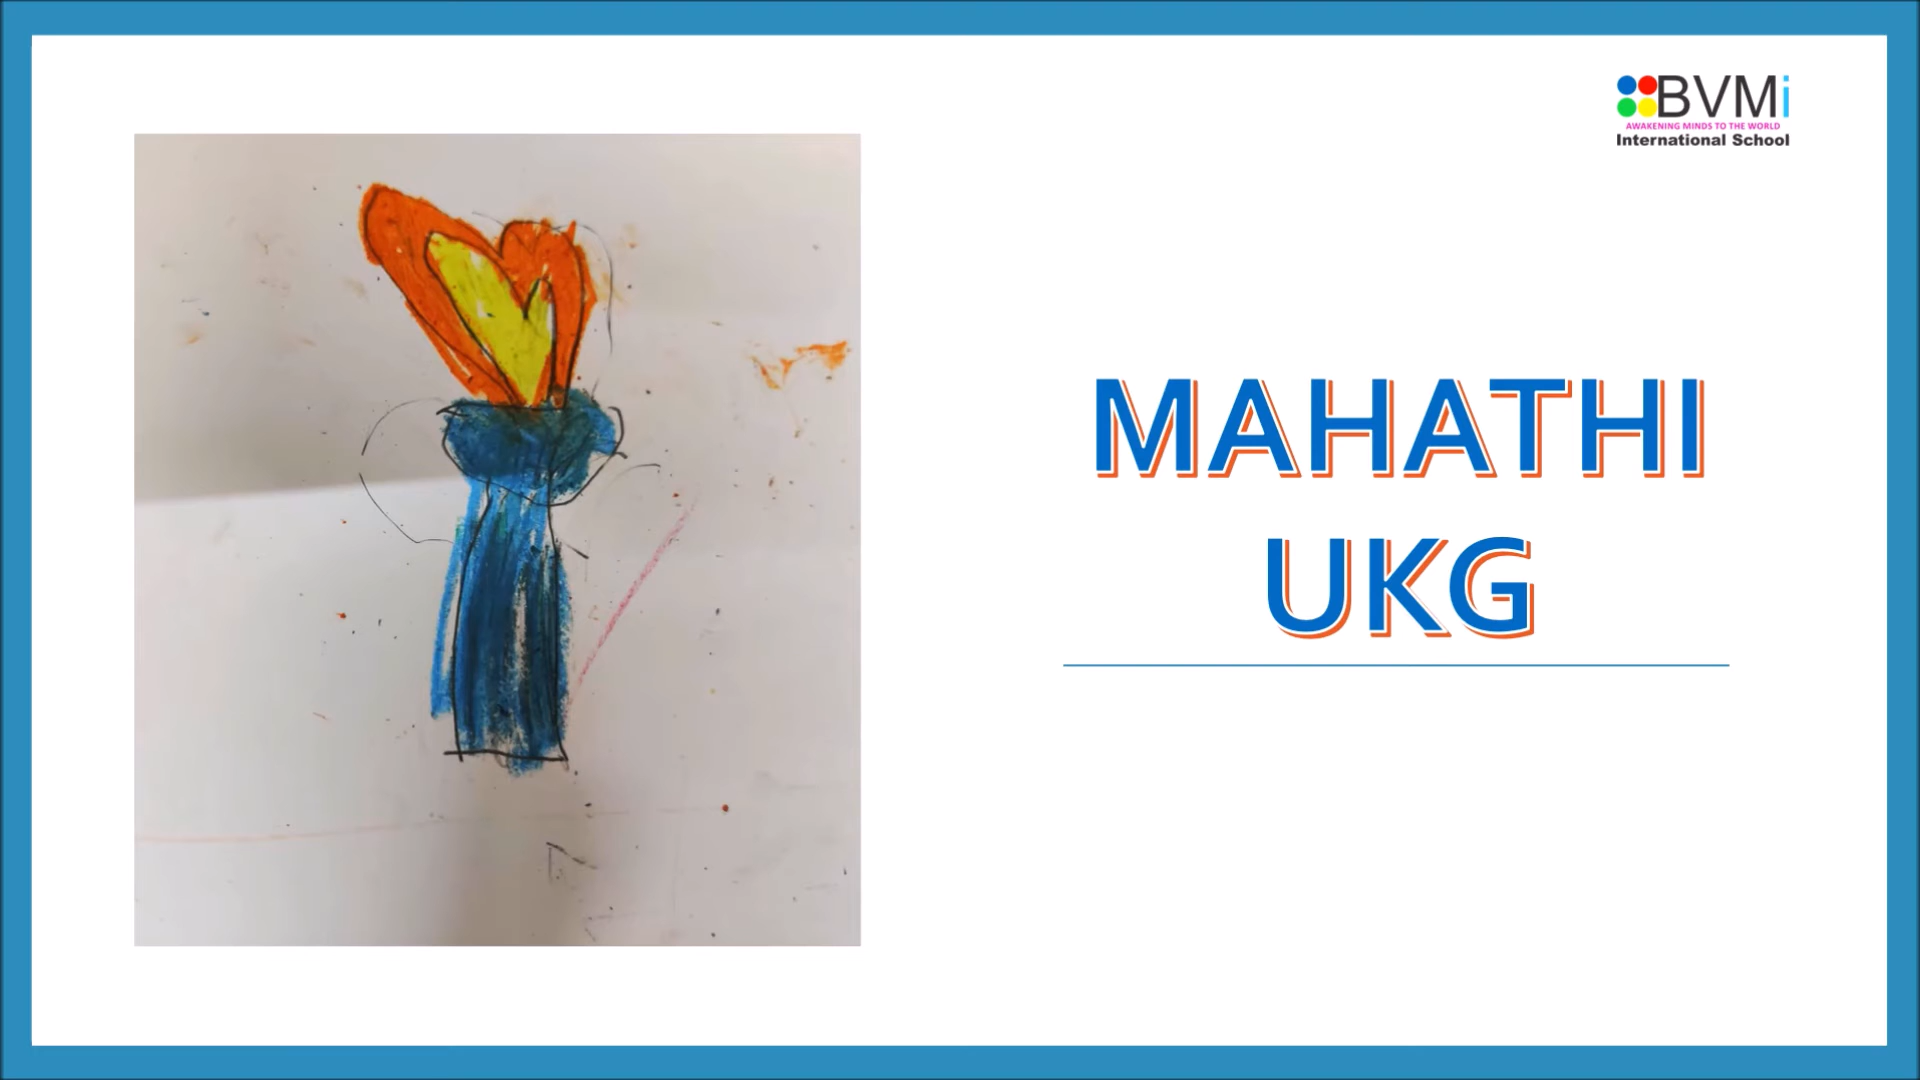 BVMi
AWAKENING MINDS TO THE WORLD
International School
MAHATHI
UKG